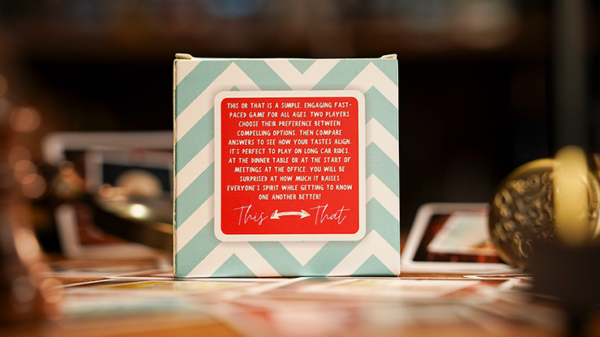 THIS OR THAT IS A SIMPLE, ENGAGING FAST-
PACED GAME FOR ALL AGES. TWO PLAYERS
CHOOSE THEIR PREFERENCE BETWEEN
COMPELLING OPTIONS, THEN COMPARE
ANSWERS TO SEE HOW YOUR TASTES ALIGN.
IT'S PERFECT TO PLAY ON LONG CAR RIDES,
AT THE DINNER TABLE OR AT THE START OF
MEETINGS AT THE OFFICE. YOU WILL BE
SURPRISED AT HOW MUCH IT RAISES
EVERYONE'S SPIRIT WHILE GETTING TO KNOW
ONE ANOTHER BETTER!
This That